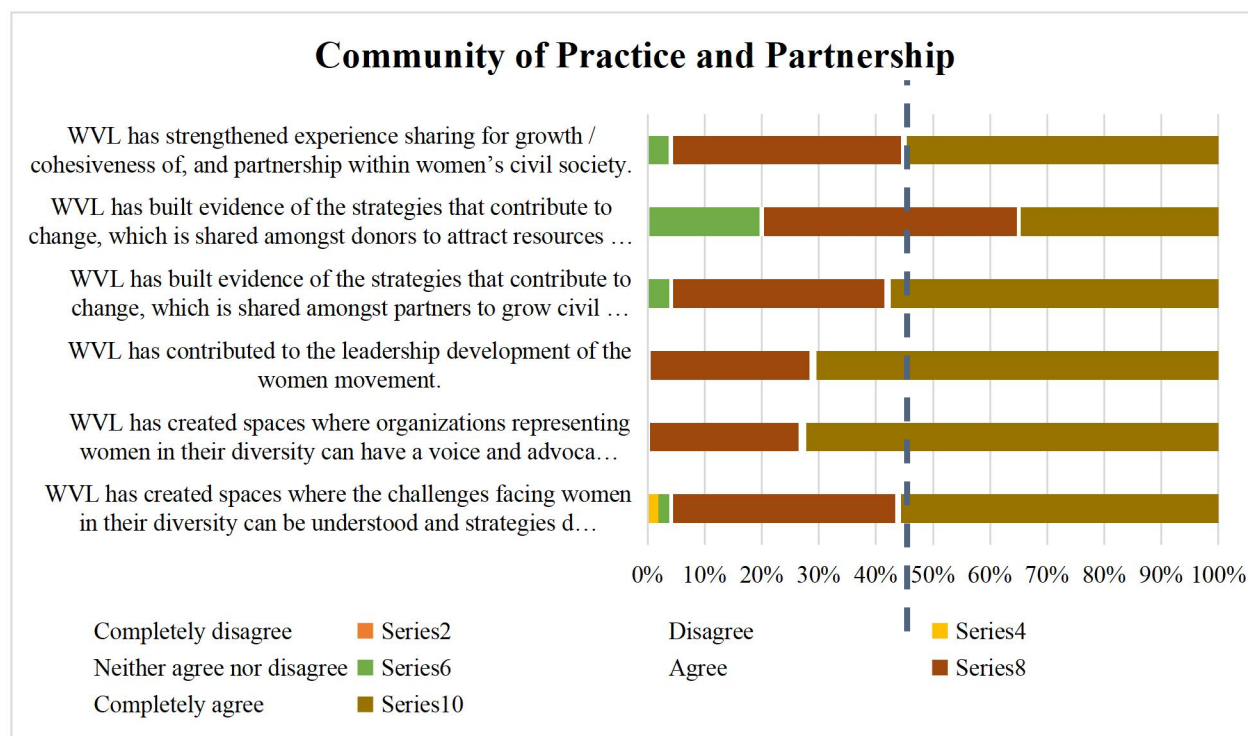 Community of Practice and Partnership
WVL has strengthened experience sharing for growth /
cohesiveness of, and partnership within women’s civil society.
WVL has built evidence of the strategies that contribute to
change, which is shared amongst donors to attract resources …
WVL has built evidence of the strategies that contribute to
change, which is shared amongst partners to grow civil …
WVL has contributed to the leadership development of the
women movement.
WVL has created spaces where organizations representing
women in their diversity can have a voice and advoca…
WVL has created spaces where the challenges facing women
in their diversity can be understood and strategies d…
0% 10% 20% 30% 40% 50% 60% 70% 80% 90% 100%
Completely disagree Series2 Disagree Series4
Neither agree nor disagree Series6 Agree Series8
Completely agree Series10